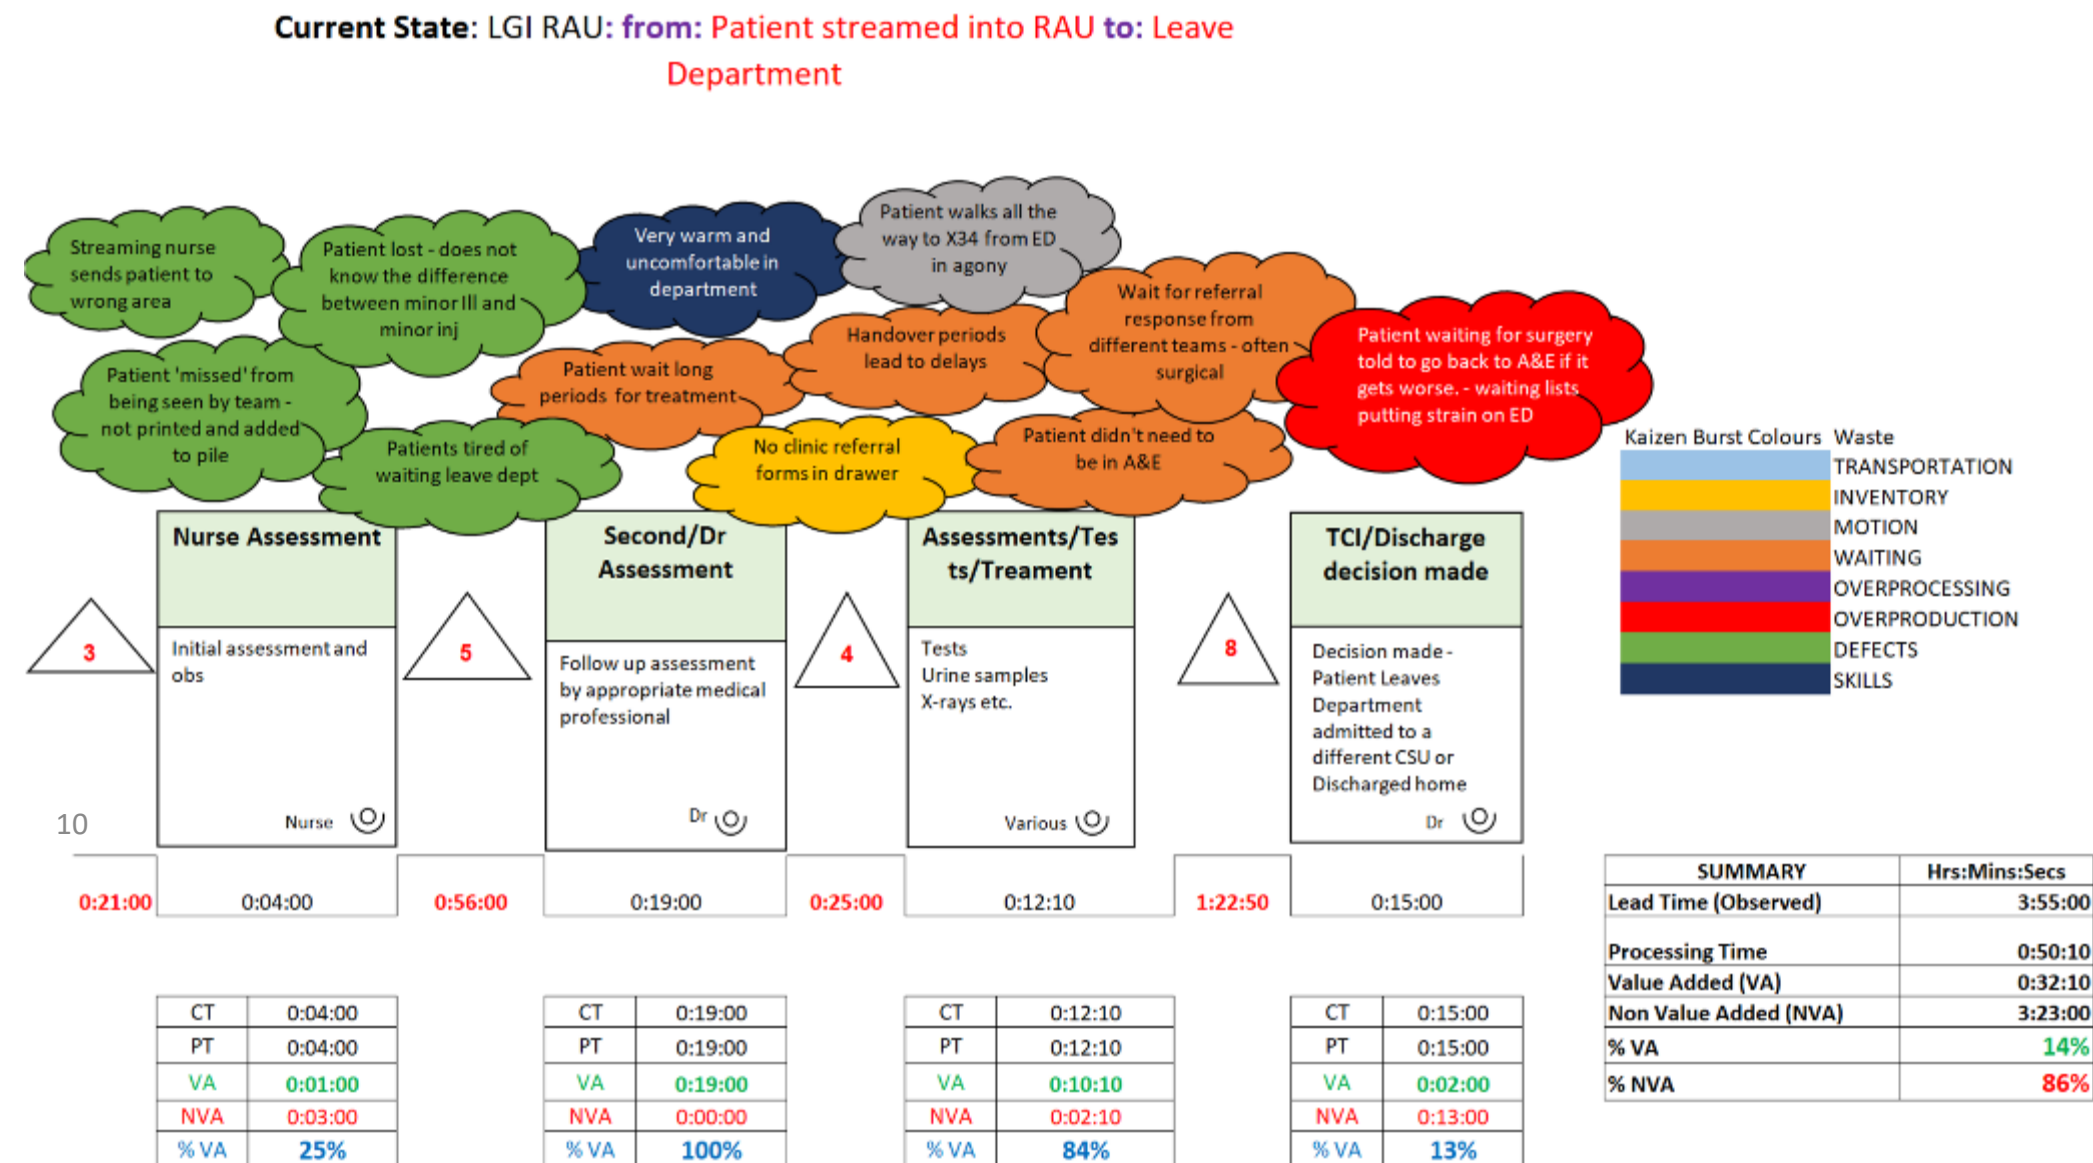 Current State: LGI RAU: from: Patient streamed into RAU to: Leave
Department
Streaming nurse
sends patient to
wrong area
Patient lost - does not
know the difference
between minor Ill and
minor inj
Very warm and
uncomfortable in
department
Patient walks all the
way to X34 from ED
in agony
Patient 'missed' from
being seen by team -
not printed and added
to pile
Patients tired of
waiting leave dept
Patient wait long
periods for treatment
Handover periods
lead to delays
Wait for referral
response from
different teams - often
surgical
No clinic referral
forms in drawer
Patient didn't need to
be in A&E
Patient waiting for surgery
told to go back to A&E if it
gets worse. - waiting lists
putting strain on ED
Kaizen Burst Colours Waste
TRANSPORTATION
INVENTORY
MOTION
WAITING
OVERPROCESSING
OVERPRODUCTION
DEFECTS
SKILLS
3
Nurse Assessment
Initial assessment and
obs
Nurse
5
Second/Dr
Assessment
Follow up assessment
by appropriate medical
professional
Dr
4
Assessments/Tes
ts/Treament
Tests
Urine samples
X-rays etc.
Various
8
TCI/Discharge
decision made
Decision made -
Patient Leaves
Department
admitted to a
different CSU or
Discharged home
Dr
10
0:21:00 0:04:00 0:56:00 0:19:00 0:25:00 0:12:10 1:22:50 0:15:00
CT 0:04:00
PT 0:04:00
VA 0:01:00
NVA 0:03:00
% VA 25%
CT 0:19:00
PT 0:19:00
VA 0:19:00
NVA 0:00:00
% VA 100%
CT 0:12:10
PT 0:12:10
VA 0:10:10
NVA 0:02:10
% VA 84%
CT 0:15:00
PT 0:15:00
VA 0:02:00
NVA 0:13:00
% VA 13%
SUMMARY Hrs:Mins:Secs
Lead Time (Observed) 3:55:00
Processing Time 0:50:10
Value Added (VA) 0:32:10
Non Value Added (NVA) 3:23:00
% VA 14%
% NVA 86%